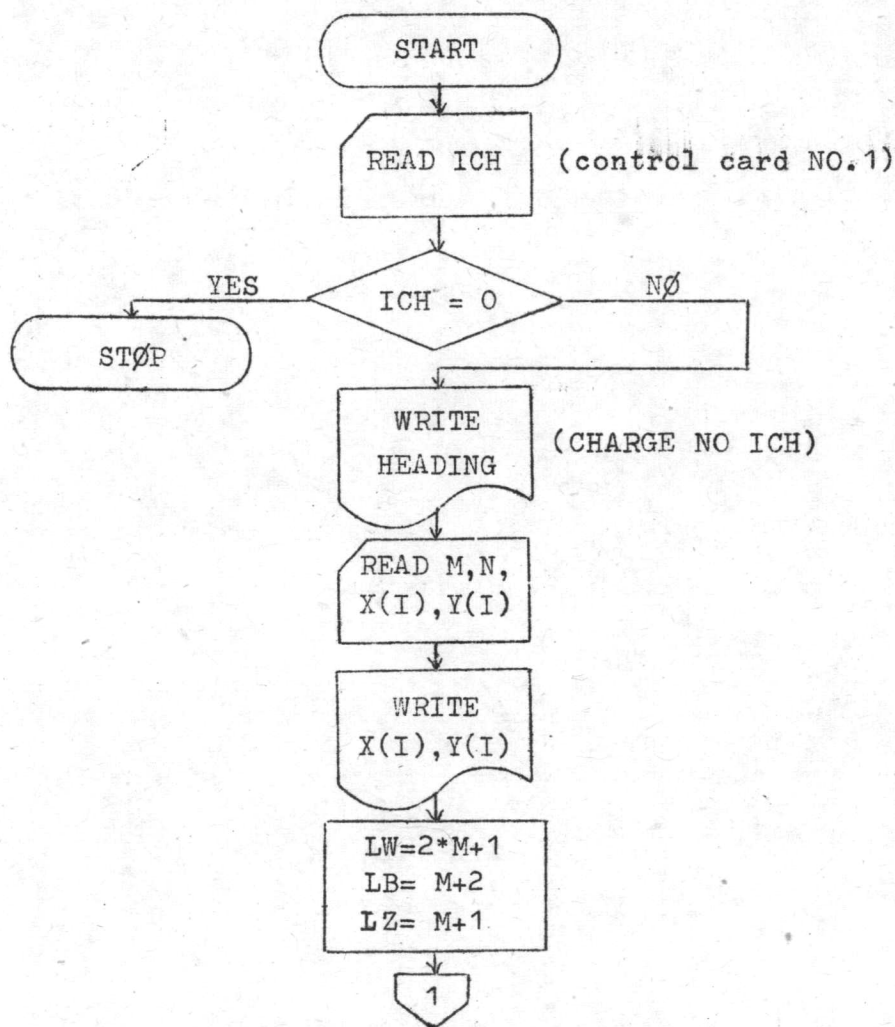 START
READ ICH (control card NO.1)
YES ICH = 0 NØ
STØP
WRITE
HEADING
(CHARGE NO ICH)
READ M,N,
X(I),Y(I)
WRITE
X(I),Y(I)
LW=2*M+1
LB= M+2
LZ= M+1
1